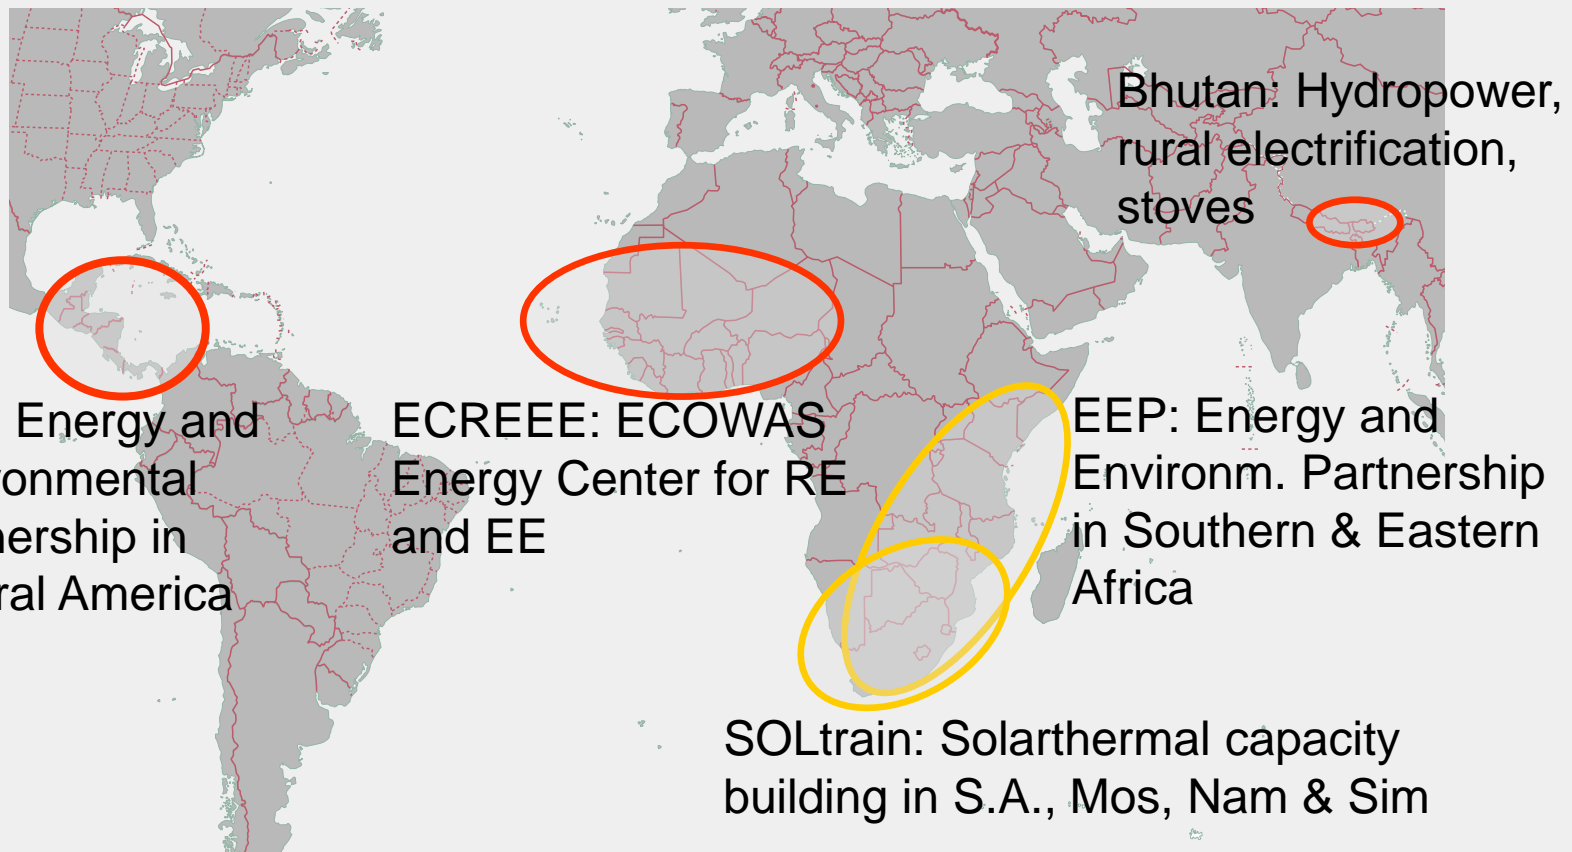 Bhutan: Hydropower,
rural electrification,
stoves
Energy and
ronmental
nership in
ral America
ECREEE: ECOWAS
Energy Center for RE
and EE
EEP: Energy and
Environm. Partnership
in Southern & Eastern
Africa
SOLtrain: Solarthermal capacity
building in S.A., Mos, Nam & Sim